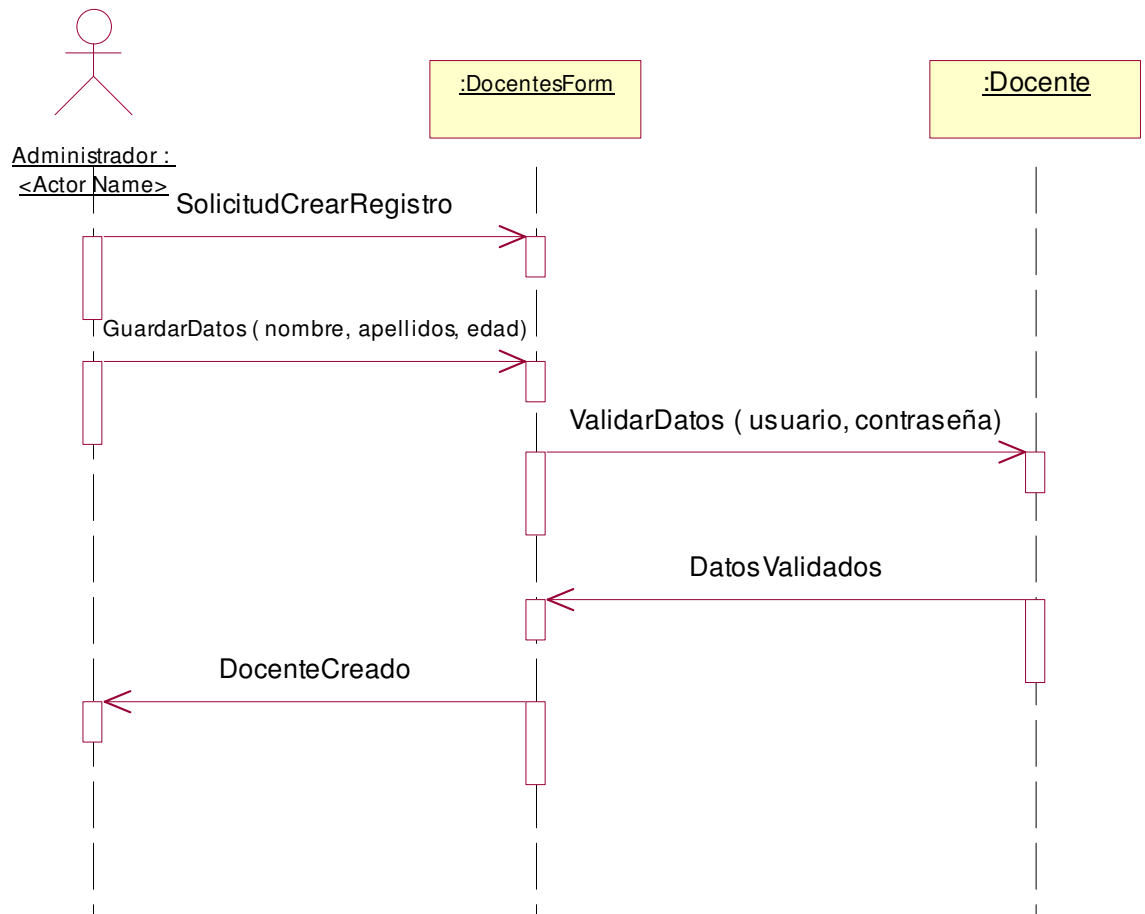 :DocentesForm
:Docente
Administrador :
<Actor Name>
SolicitudCrearRegistro
GuardarDatos ( nombre, apellidos, edad)
ValidarDatos ( usuario, contraseña)
DatosValidados
DocenteCreado